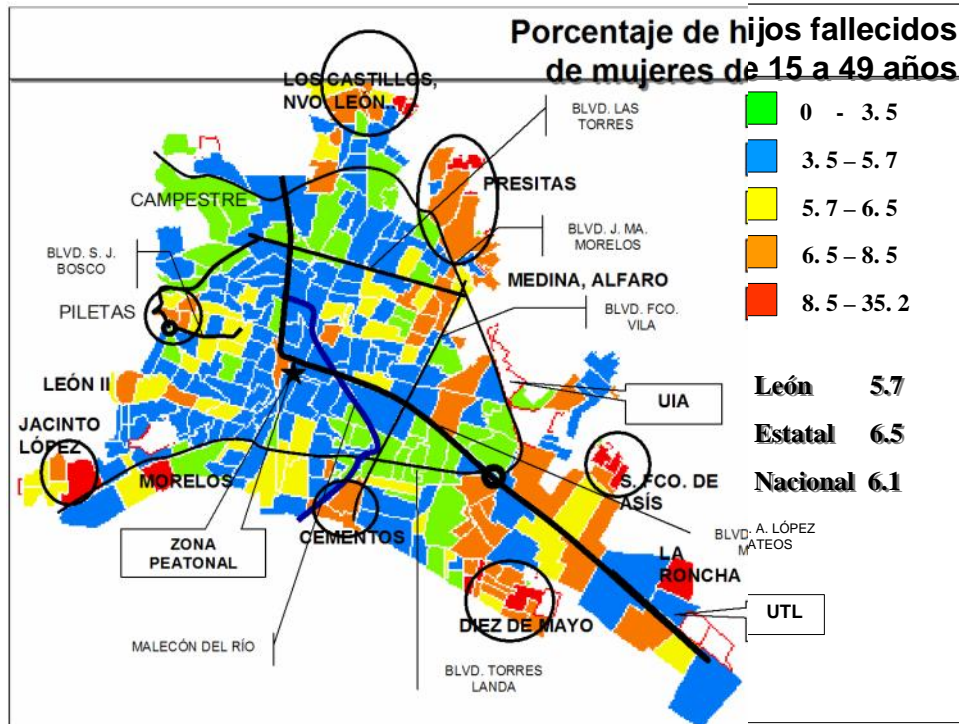 Porcentaje de hijos fallecidos
de mujeres de 15 a 49 años
LOS CASTILLOS,
NVO. LEÓN..
BLVD. LAS
TORRES
0 - 3.5
3.5 – 5.7
5.7 – 6.5
6.5 – 8.5
8.5 – 35.2
PRESITAS
CAMPESTRE
BLVD. J. MA.
MORELOS
BLVD. S. J.
BOSCO
MEDINA, ALFARO
PILETAS
BLVD. FCO.
VILA
LEÓN II
UIA
León 5.7
Estatal 6.5
Nacional 6.1
JACINTO
LÓPEZ
MORELOS
S. FCO. DE
ASÍS
CEMENTOS
ZONA
PEATONAL
BLVD. A. LÓPEZ
MATEOS
LA
RONCHA
UTL
DIEZ DE MAYO
MALECÓN DEL RÍO
BLVD. TORRES
LANDA